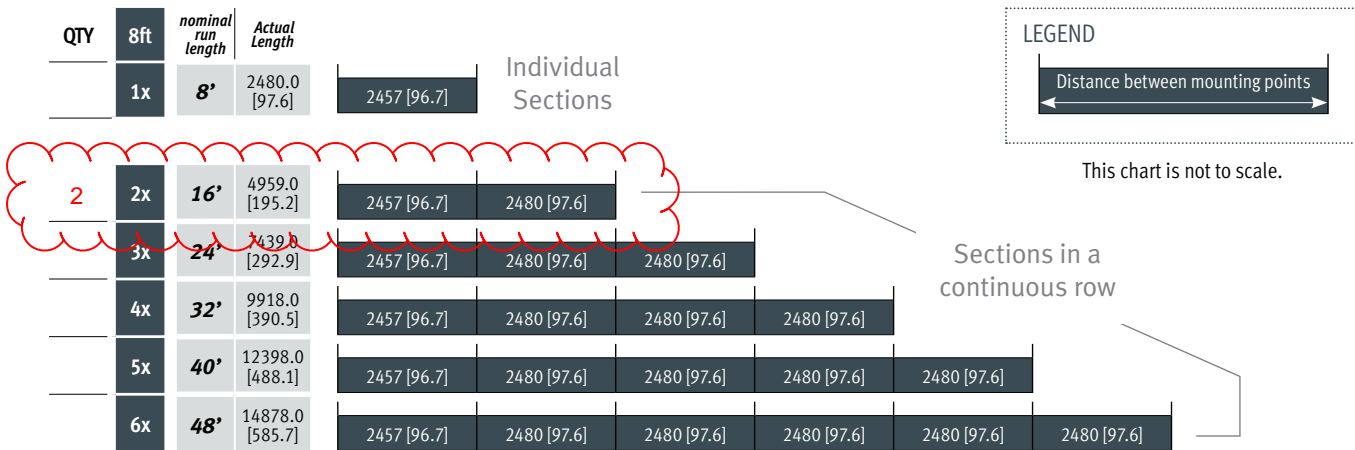 QTY 8ft nominal run length Actual Length
1x 8’ 2480.0 [97.6] 2457 [96.7]
Individual Sections
LEGEND
Distance between mounting points
This chart is not to scale.
2 2x 16’ 4959.0 [195.2] 2457 [96.7] 2480 [97.6]
3x 24’ 7439.0 [292.9] 2457 [96.7] 2480 [97.6] 2480 [97.6]
Sections in a continuous row
4x 32’ 9918.0 [390.5] 2457 [96.7] 2480 [97.6] 2480 [97.6] 2480 [97.6]
5x 40’ 12398.0 [488.1] 2457 [96.7] 2480 [97.6] 2480 [97.6] 2480 [97.6] 2480 [97.6]
6x 48’ 14878.0 [585.7] 2457 [96.7] 2480 [97.6] 2480 [97.6] 2480 [97.6] 2480 [97.6] 2480 [97.6]